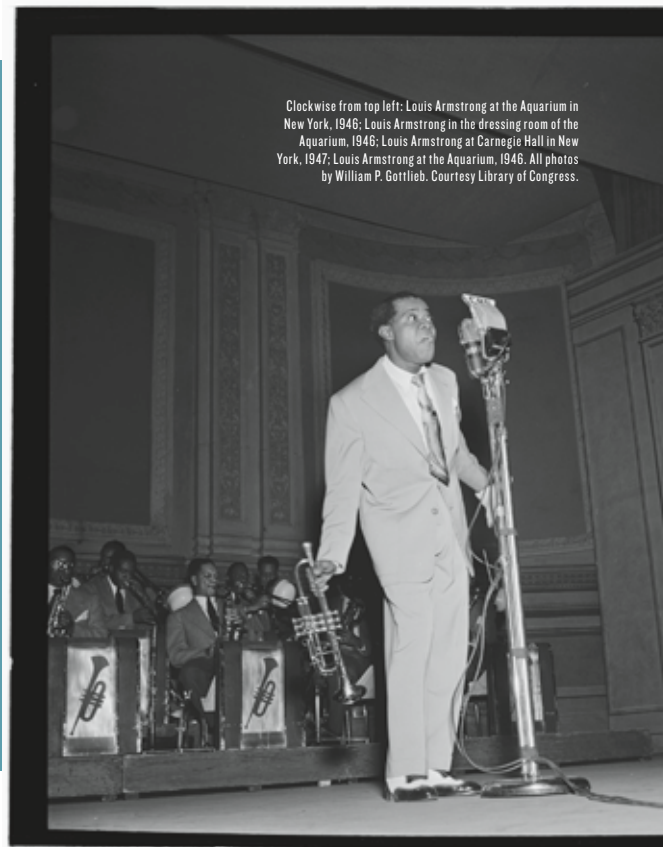 Clockwise from top left: Louis Armstrong at the Aquarium in
New York, 1946; Louis Armstrong in the dressing room of the
Aquarium, 1946; Louis Armstrong at Carnegie Hall in New
York, 1947; Louis Armstrong at the Aquarium, 1946. All photos
by William P. Gottlieb. Courtesy Library of Congress.